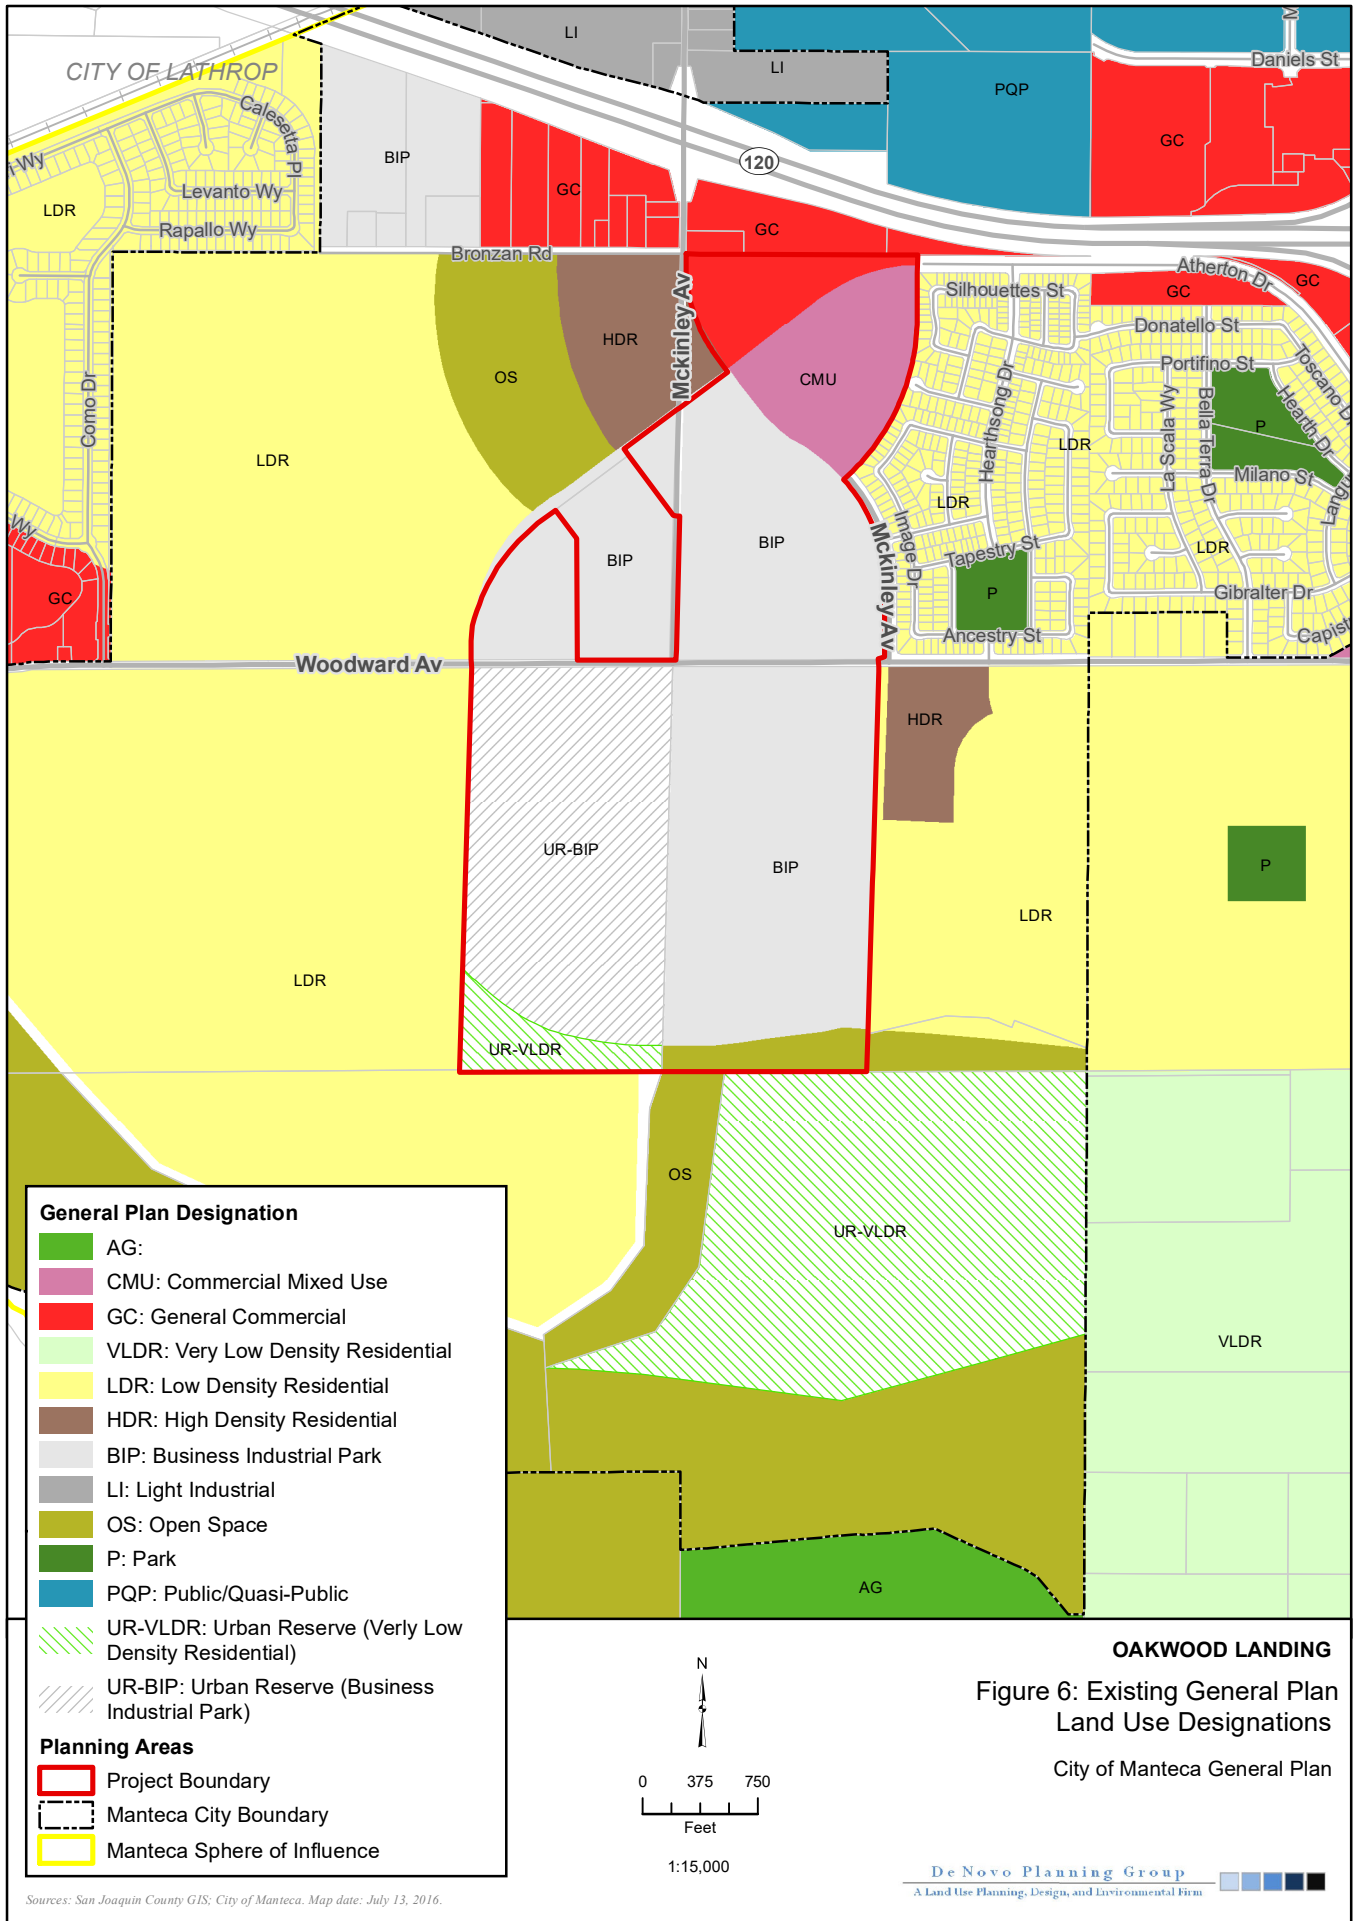 LI
LI
M
Daniels St
CITY OF LATHROP
PQP
Calesetta Pl
BIP
GC
120
i Wy
Levanto Wy
GC
LDR
Rapallo Wy
GC
Bronzan Rd
Atherton Dr
GC
GC
Silhouettes St
Mckinley Av
Donatello St
HDR
Portifino St
Toscano D
OS
CMU
Como Dr
Hearthsong Dr
La Scala Wy
Bella Terra Dr
Hearth Dr
P
LDR
LDR
Milano St
LDR
Langu
Wy
Image Dr
Mckinley Av
BIP
Tapestry St
LDR
BIP
GC
P
Gibralter Dr
Ancestry St
Capist
Woodward Av
HDR
UR-BIP
BIP
P
LDR
LDR
UR-VLDR
OS
UR-VLDR
VLDR
AG
General Plan Designation
AG:
CMU: Commercial Mixed Use
GC: General Commercial
VLDR: Very Low Density Residential
LDR: Low Density Residential
HDR: High Density Residential
BIP: Business Industrial Park
LI: Light Industrial
OS: Open Space
P: Park
PQP: Public/Quasi-Public
UR-VLDR: Urban Reserve (Verly Low
Density Residential)
UR-BIP: Urban Reserve (Business
Industrial Park)
Planning Areas
Project Boundary
Manteca City Boundary
Manteca Sphere of Influence
Sources: San Joaquin County GIS; City of Manteca. Map date: July 13, 2016.
N
0 375 750
Feet
1:15,000
OAKWOOD LANDING
Figure 6: Existing General Plan
Land Use Designations
City of Manteca General Plan
De Novo Planning Group
A Land Use Planning, Design, and Environmental Firm